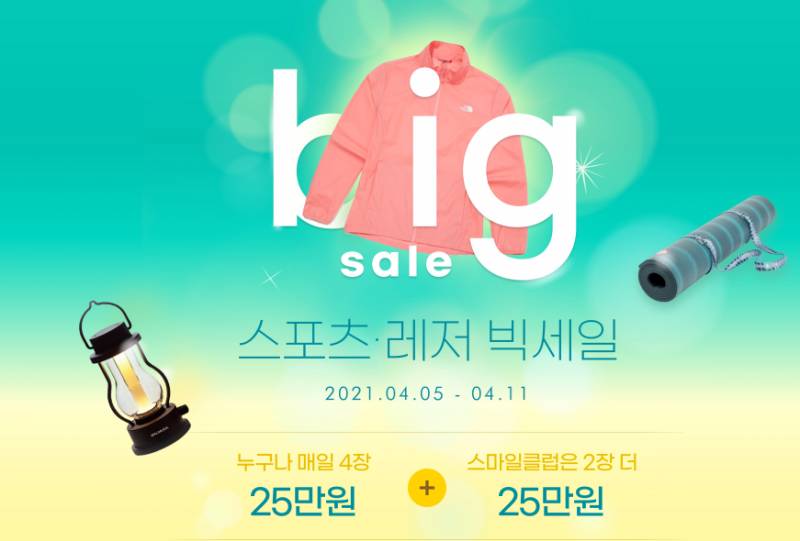 big
sale
스포츠·레저 빅세일
2021.04.05 - 04.11
누구나 매일 4장
25만원
+
스마일클럽은 2장 더
25만원